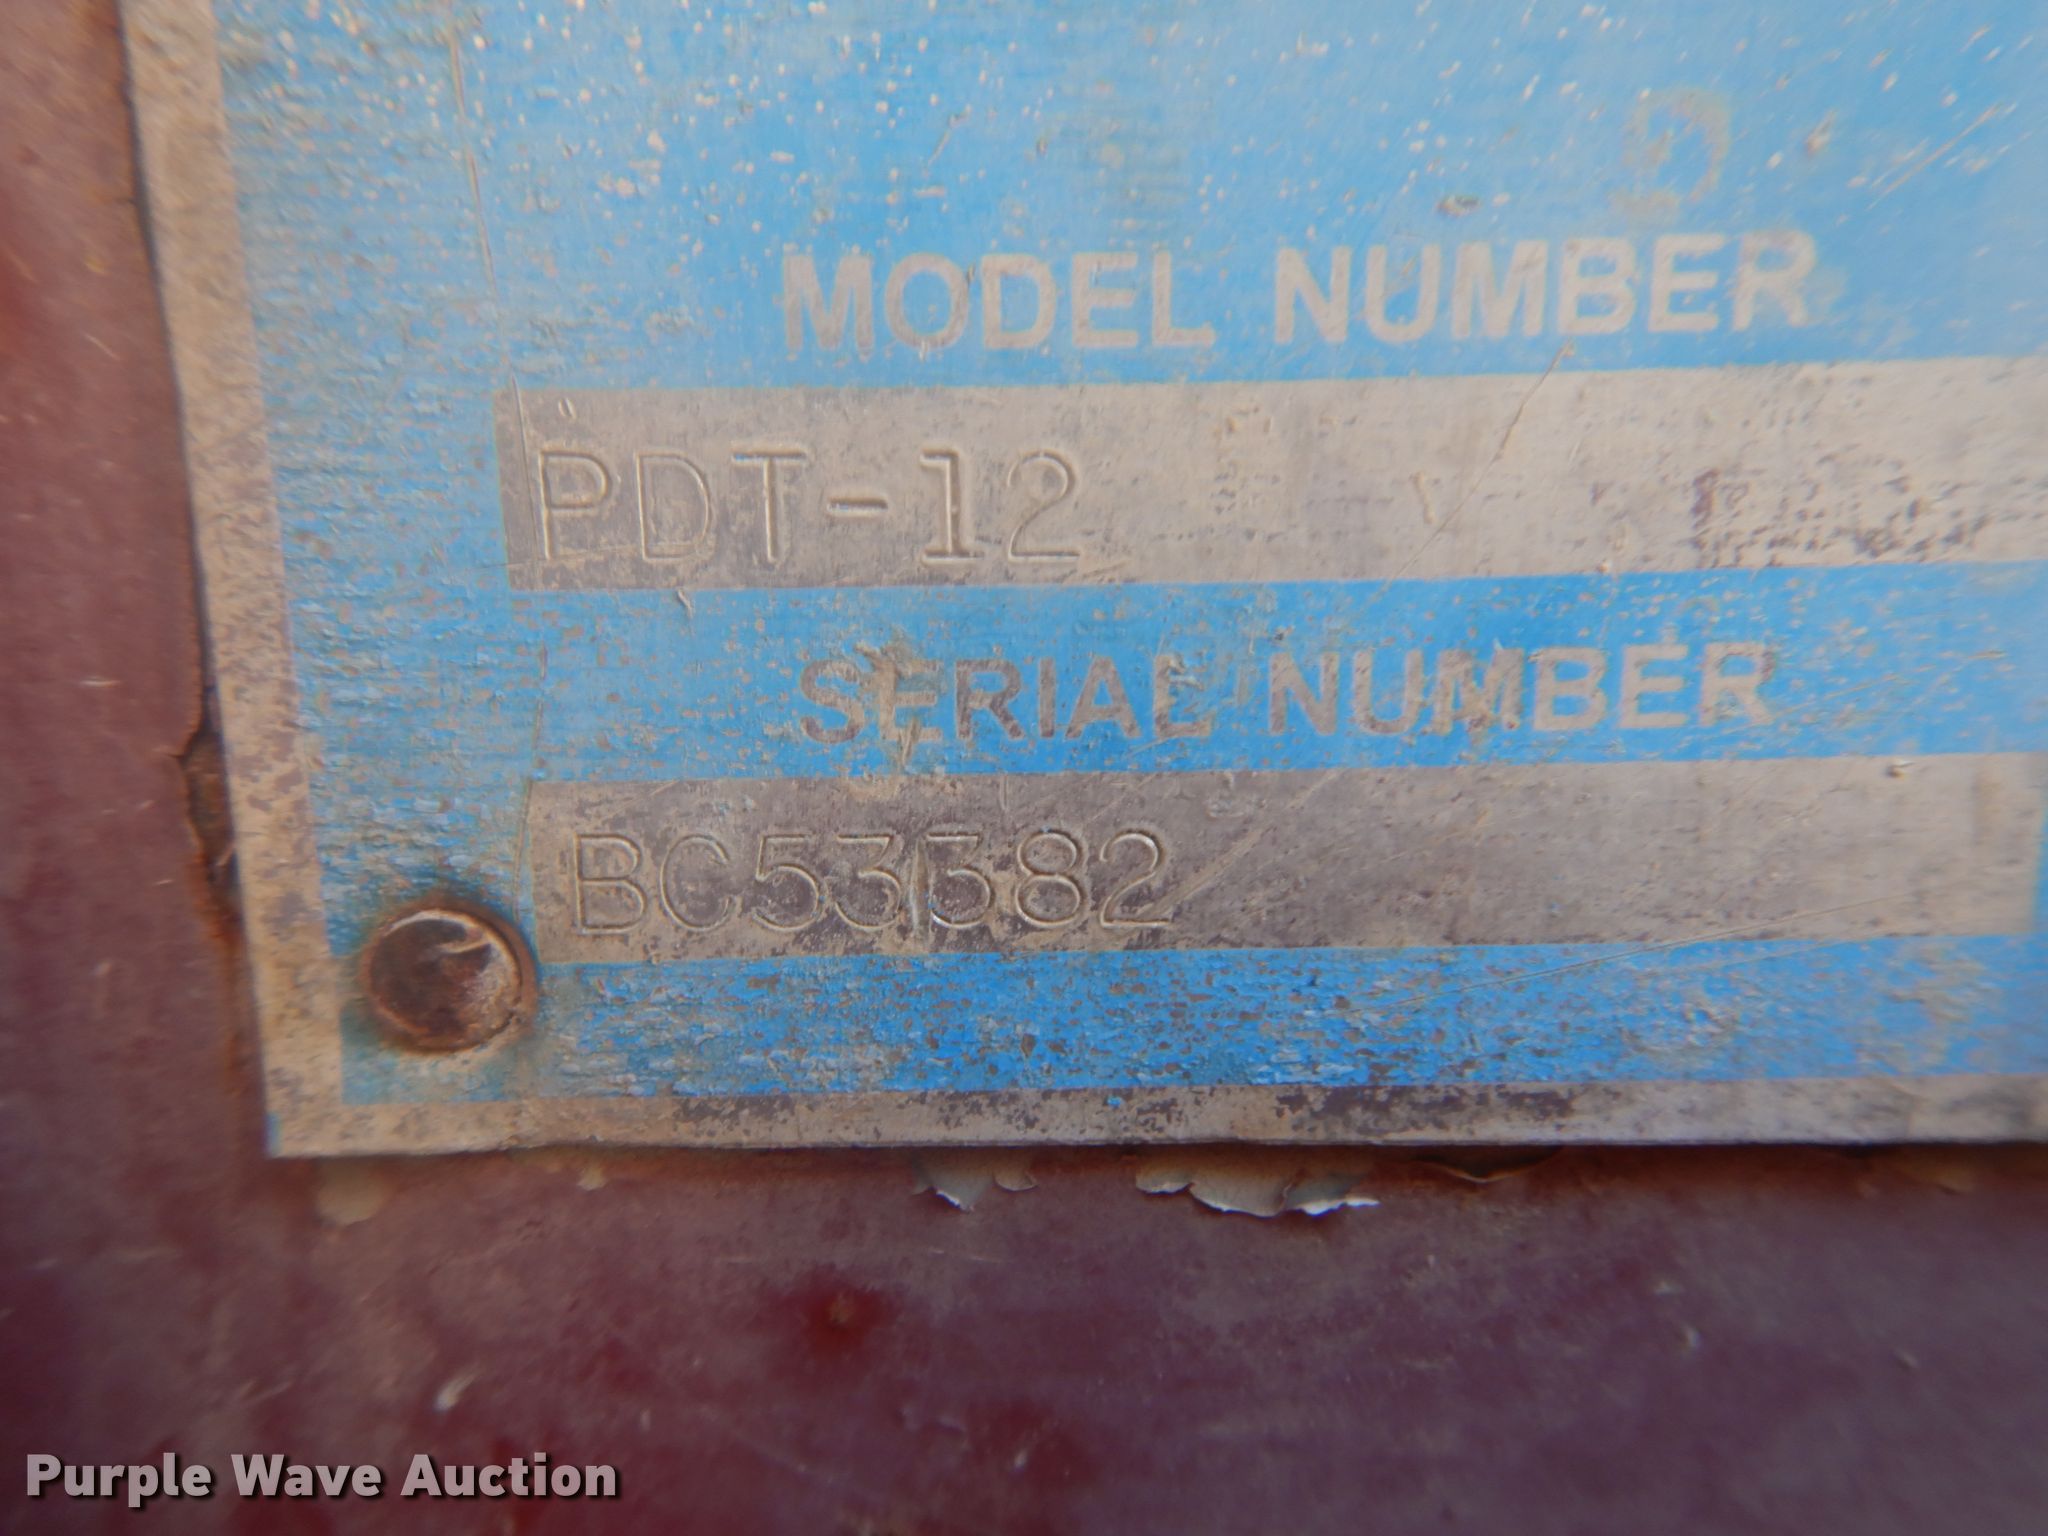 MODEL NUMBER
PDT-12
SERIAL NUMBER
BC53382
Purple Wave Auction